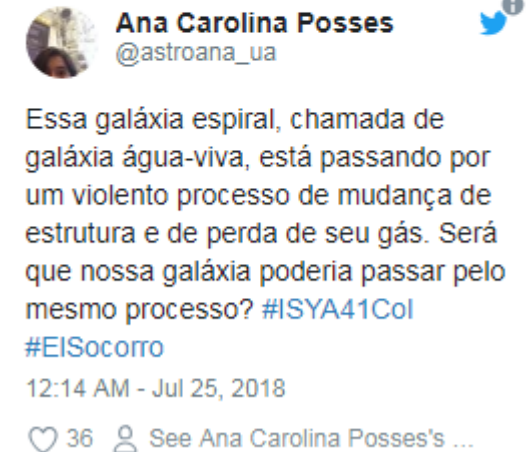 Ana Carolina Posses
@astroana_ua
Essa galáxia espiral, chamada de
galáxia água-viva, está passando por
um violento processo de mudança de
estrutura e de perda de seu gás. Será
que nossa galáxia poderia passar pelo
mesmo processo? #ISYA41Col
#ElSocorro
12:14 AM - Jul 25, 2018
36 See Ana Carolina Posses's ...